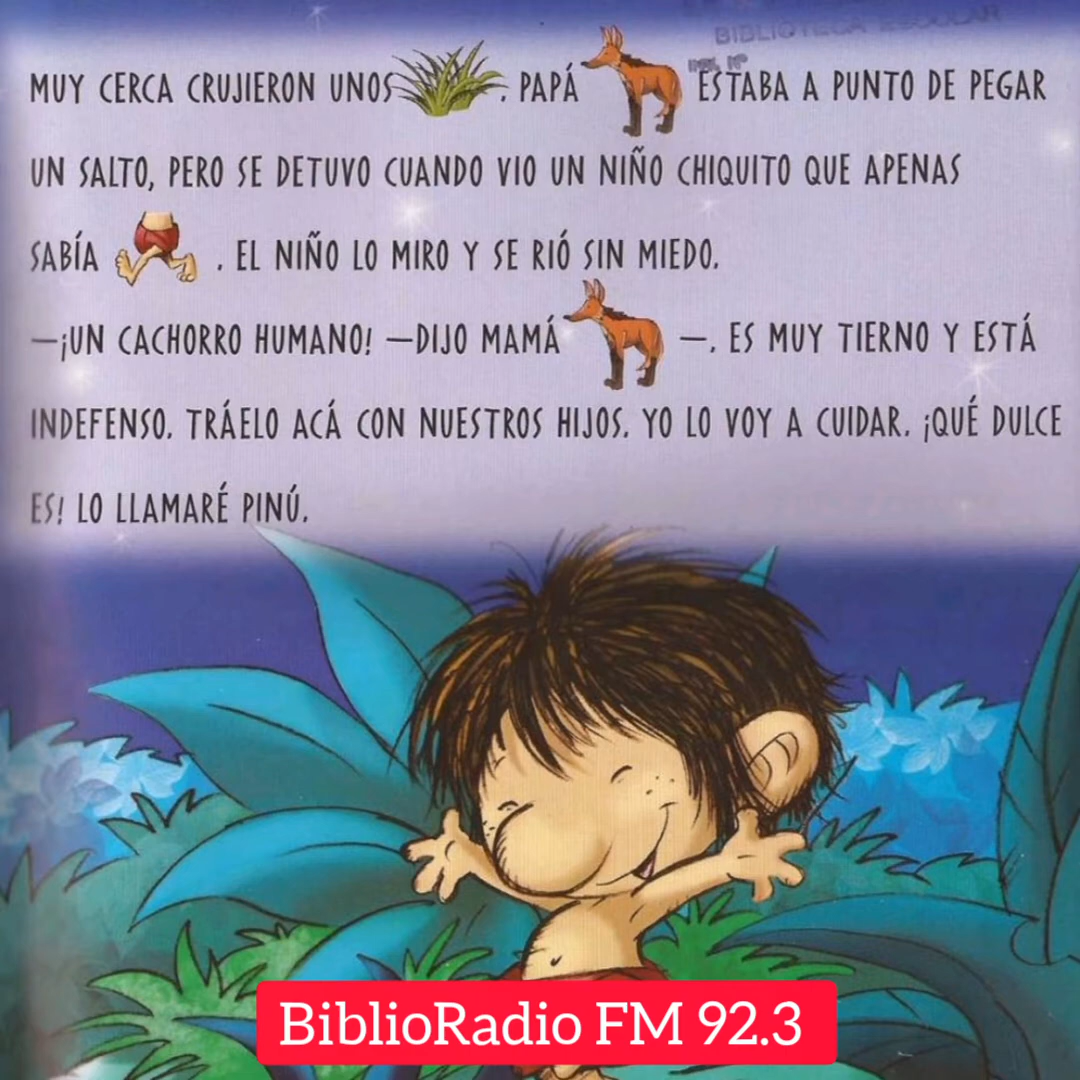 BIBLIOTECA ESCOLAR
MUY CERCA CRUJIERON UNOS . PAPÁ ESTABA A PUNTO DE PEGAR
UN SALTO, PERO SE DETUVO CUANDO VIO UN NIÑO CHIQUITO QUE APENAS
SABÍA . EL NIÑO LO MIRO Y SE RIÓ SIN MIEDO.
—¡UN CACHORRO HUMANO! —DIJO MAMÁ —. ES MUY TIERNO Y ESTÁ
INDEFENSO. TRÁELO ACÁ CON NUESTROS HIJOS. YO LO VOY A CUIDAR. ¡QUÉ DULCE
ES! LO LLAMARÉ PINÚ.
BiblioRadio FM 92.3